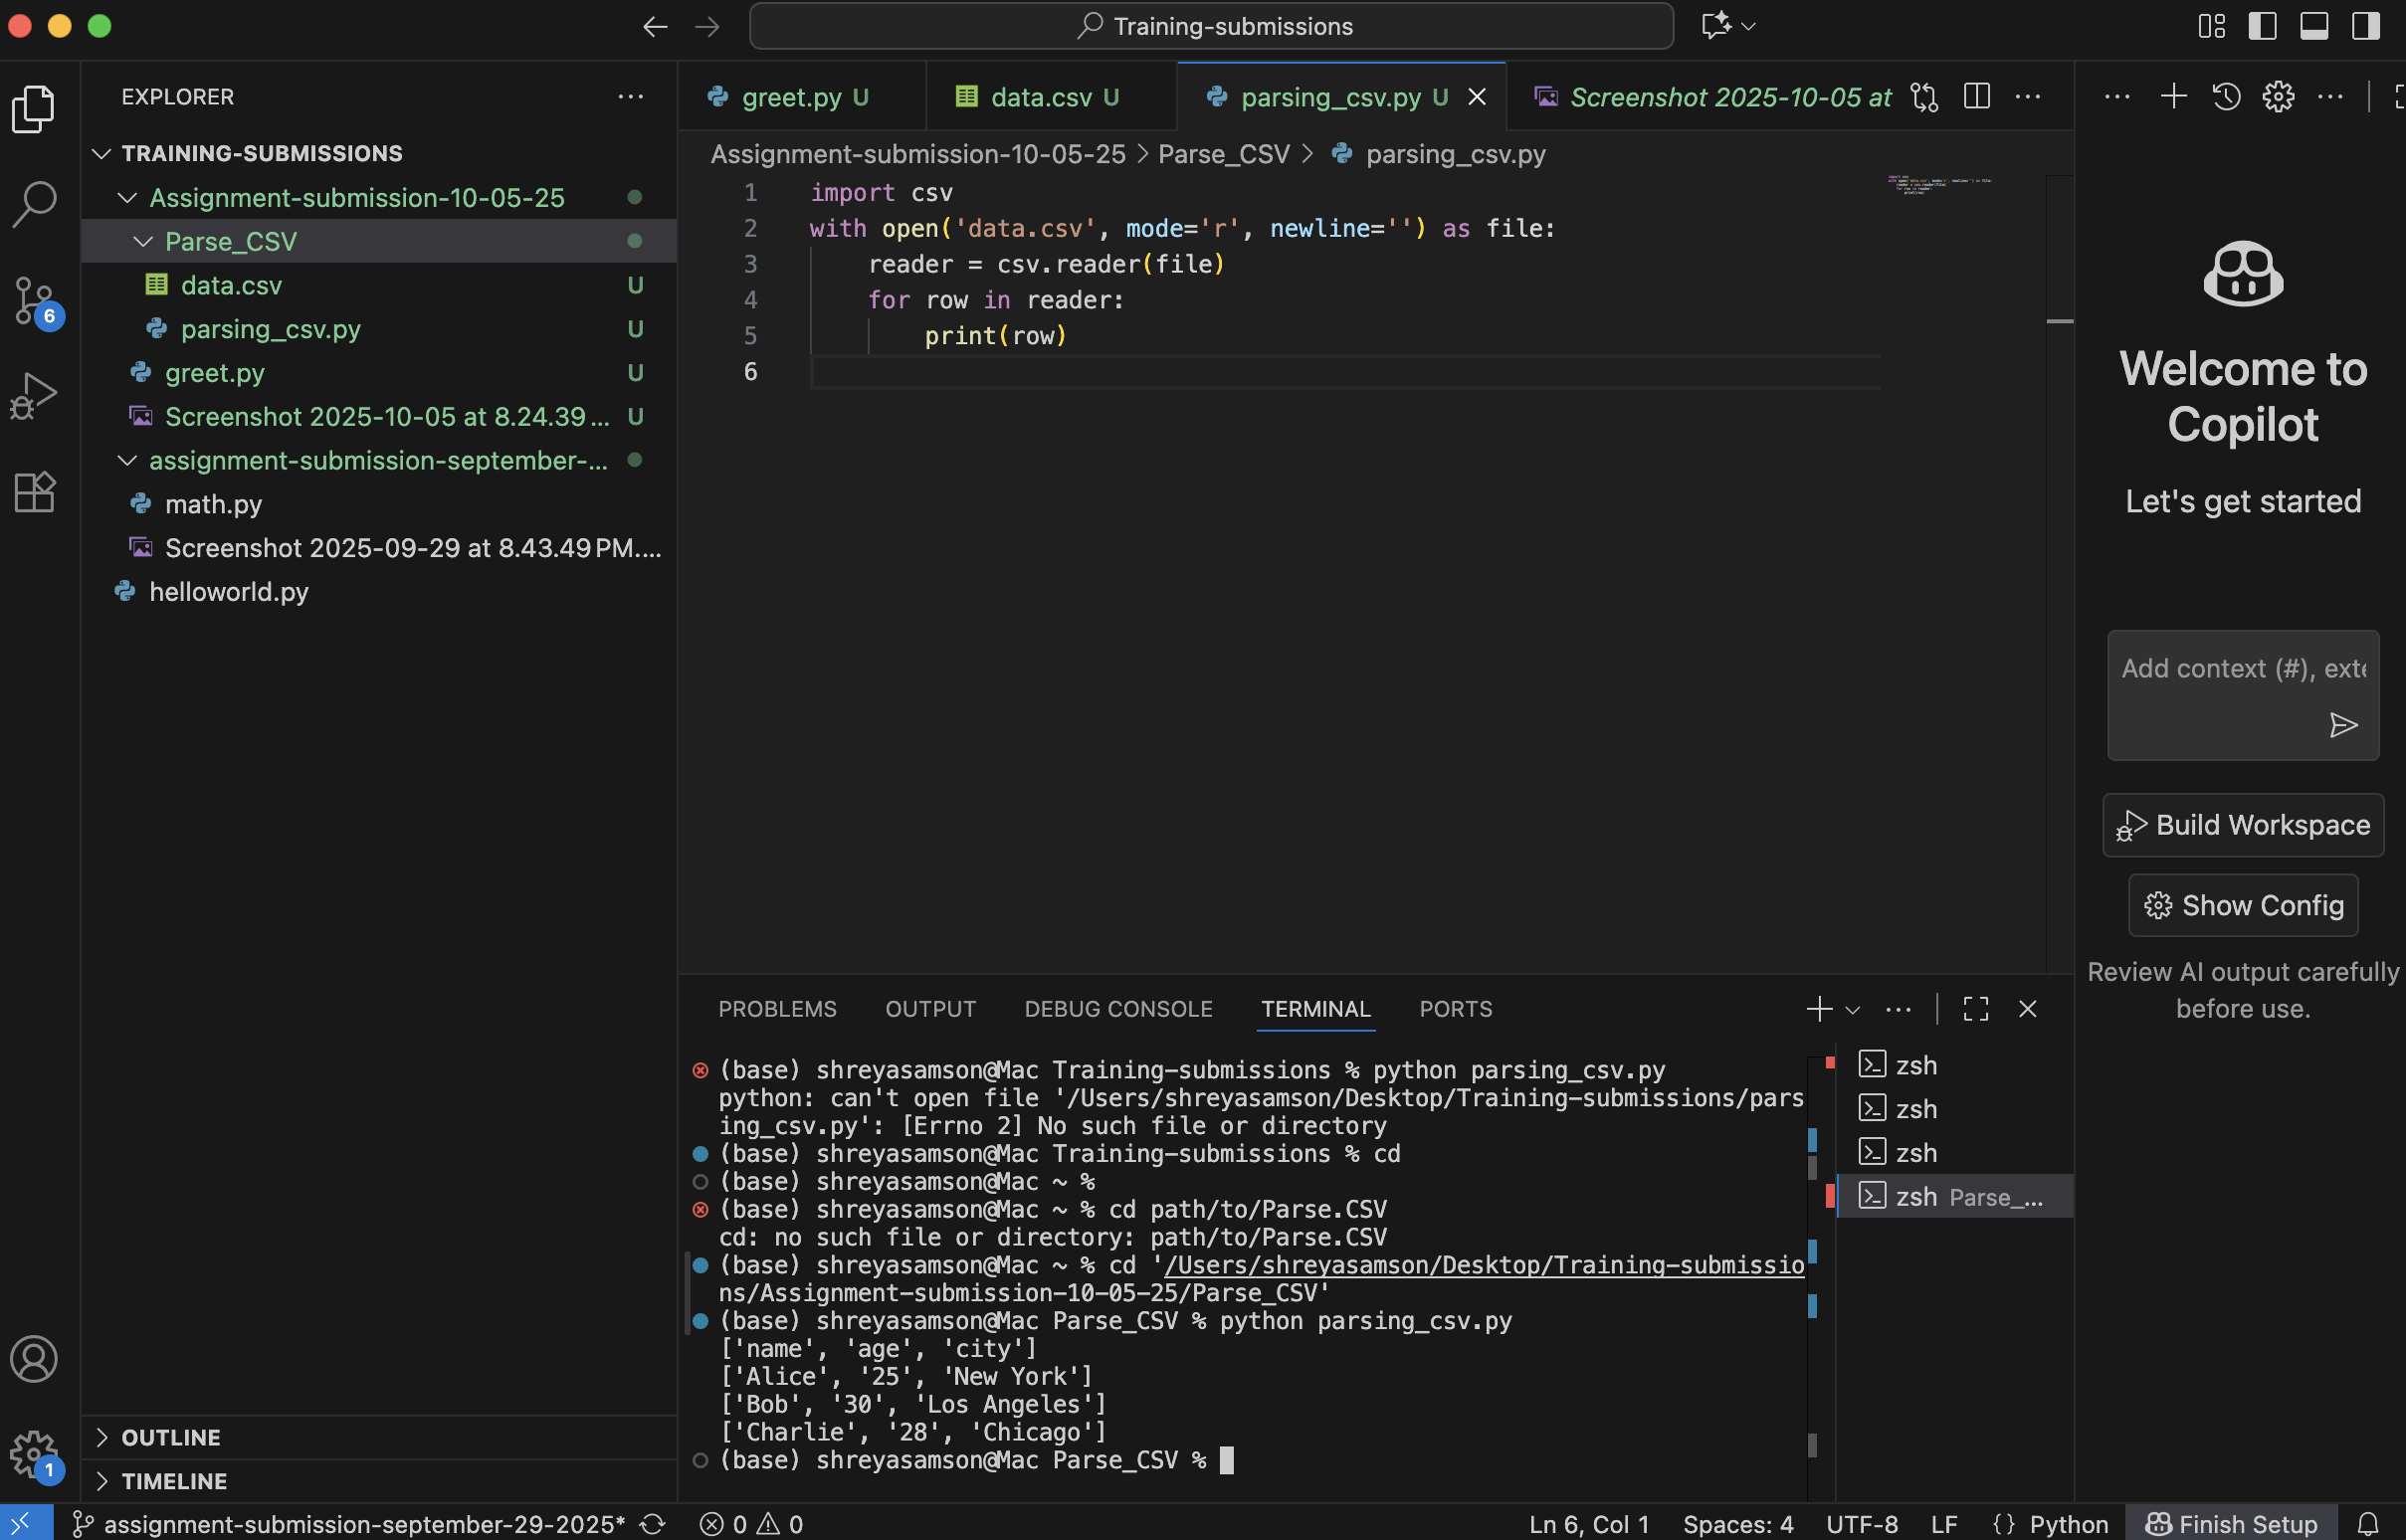 Training-submissions
EXPLORER
TRAINING-SUBMISSIONS
Assignment-submission-10-05-25
Parse_CSV
data.csv U
parsing_csv.py U
greet.py U
Screenshot 2025-10-05 at 8.24.39 ... U
assignment-submission-september-...
math.py
Screenshot 2025-09-29 at 8.43.49 PM....
helloworld.py
OUTLINE
TIMELINE
6
1
greet.py U
data.csv U
parsing_csv.py U
Screenshot 2025-10-05 at
Assignment-submission-10-05-25 > Parse_CSV > parsing_csv.py
1 import csv
2 with open('data.csv', mode='r', newline='') as file:
3     reader = csv.reader(file)
4     for row in reader:
5         print(row)
6
PROBLEMS OUTPUT DEBUG CONSOLE TERMINAL PORTS
(base) shreyasamson@Mac Training-submissions % python parsing_csv.py
python: can't open file '/Users/shreyasamson/Desktop/Training-submissions/pars
ing_csv.py': [Errno 2] No such file or directory
(base) shreyasamson@Mac Training-submissions % cd
(base) shreyasamson@Mac ~ %
(base) shreyasamson@Mac ~ % cd path/to/Parse.CSV
cd: no such file or directory: path/to/Parse.CSV
(base) shreyasamson@Mac ~ % cd '/Users/shreyasamson/Desktop/Training-submissio
ns/Assignment-submission-10-05-25/Parse_CSV'
(base) shreyasamson@Mac Parse_CSV % python parsing_csv.py
['name', 'age', 'city']
['Alice', '25', 'New York']
['Bob', '30', 'Los Angeles']
['Charlie', '28', 'Chicago']
(base) shreyasamson@Mac Parse_CSV %
zsh
zsh
zsh
zsh Parse_...
Welcome to
Copilot
Let's get started
Add context (#), exte
Build Workspace
Show Config
Review AI output carefully
before use.
assignment-submission-september-29-2025* 0 0 Ln 6, Col 1 Spaces: 4 UTF-8 LF {} Python Finish Setup